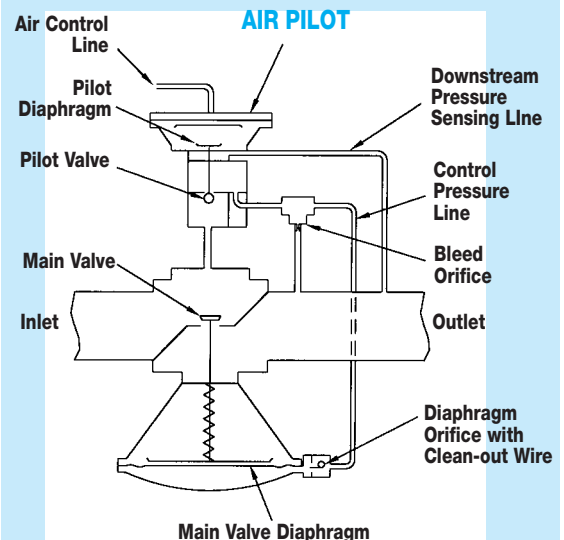 AIR PILOT
Air Control
Line
Pilot
Diaphragm
Pilot Valve
Main Valve
Inlet
Downstream
Pressure
Sensing LIne
Control
Pressure
Line
Bleed
Orifice
Outlet
Diaphragm
Orifice with
Clean-out Wire
Main Valve Diaphragm